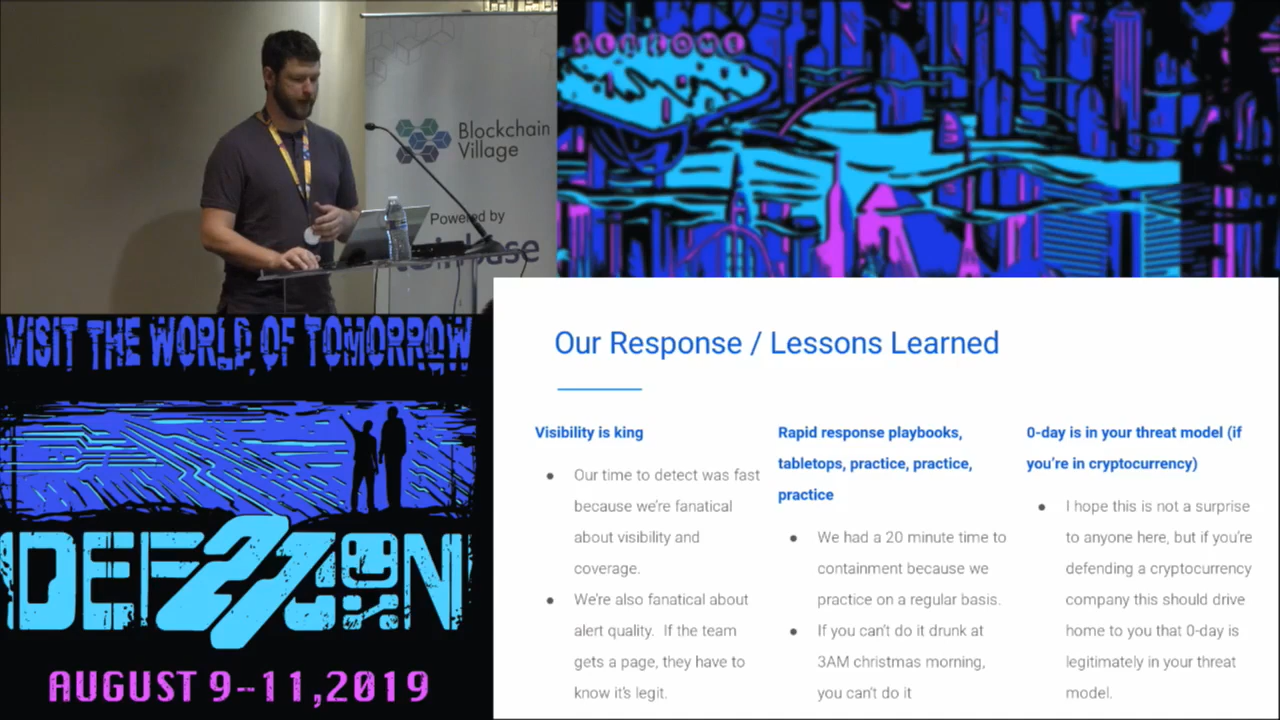 WELCOME
Blockchain
Village
Powered by
coinbase
VISIT THE WORLD OF TOMORROW
DEF27CON
AUGUST 9--11,2019
Our Response / Lessons Learned
Visibility is king
Our time to detect was fast
because we're fanatical
about visibility and
coverage.
We're also fanatical about
alert quality. If the team
gets a page, they have to
know it's legit.
Rapid response playbooks,
tabletops, practice, practice,
practice
We had a 20 minute time to
containment because we
practice on a regular basis.
If you can't do it drunk at
3AM christmas morning,
you can't do it
0-day is in your threat model (if
you're in cryptocurrency)
I hope this is not a surprise
to anyone here, but if you're
defending a cryptocurrency
company this should drive
home to you that 0-day is
legitimately in your threat
model.